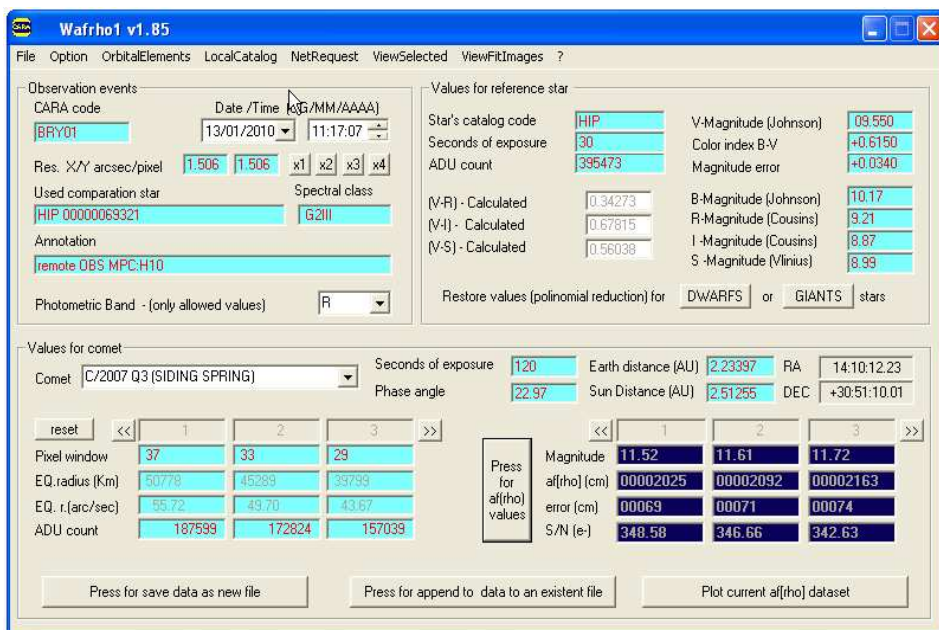 Wafrho1 v1.85
File Option OrbitalElements LocalCatalog NetRequest ViewSelected ViewFitImages ?
Observation events
CARA code
Date /Time (GG/MM/AAAA)
BRY01
13/01/2010
11:17:07
Res. X/Y arcsec/pixel 1.506 1.506 x1 x2 x3 x4
Used comparation star
Spectral class
HIP 00000069321
G2III
Annotation
remote OBS MPC:H10
Photometric Band - (only allowed values) R
Values for reference star
Star's catalog code HIP
Seconds of exposure 30
ADU count 395473
V-Magnitude (Johnson) 09.550
Color index B-V +0.6150
Magnitude error +0.0340
(V-R) - Calculated 0.34273
(V-I) - Calculated 0.67815
(V-S) - Calculated 0.56038
B-Magnitude (Johnson) 10.17
R-Magnitude (Cousins) 9.21
I -Magnitude (Cousins) 8.87
S -Magnitude (Vlinius) 8.99
Restore values (polinomial reduction) for DWARFS or GIANTS stars
Values for comet
Comet C/2007 Q3 (SIDING SPRING)
Seconds of exposure 120
Phase angle 22.97
Earth distance (AU) 2.23397
Sun Distance (AU) 2.51255
RA 14:10:12.23
DEC +30:51:10.01
reset << 1 2 3 >>
Pixel window 37 33 29
EQ.radius (Km) 50778 45289 39799
EQ. r.(arc/sec) 55.72 49.70 43.67
ADU count 187599 172824 157039
Press for af(rho) values
<< 1 2 3 >>
Magnitude 11.52 11.61 11.72
af[rho] (cm) 00002025 00002092 00002163
error (cm) 00069 00071 00074
S/N (e-) 348.58 346.66 342.63
Press for save data as new file
Press for append to data to an existent file
Plot current af[rho] dataset